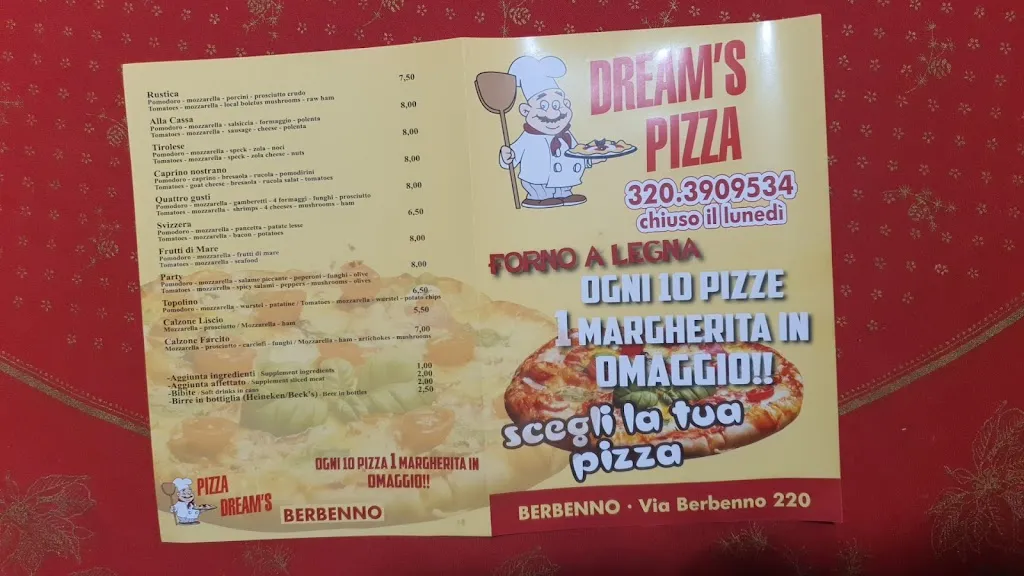 Rustica 7,50
Pomodoro - mozzarella - porcini - prosciutto crudo
Tomatoes - mozzarella - local boletus mushrooms - raw ham
Alla Cassa 8,00
Pomodoro - mozzarella - salsiccia - formaggio - polenta
Tomatoes - mozzarella - sausage - cheese - polenta
Tirolese 8,00
Pomodoro - mozzarella - speck - zola - noci
Tomatoes - mozzarella - speck - zola cheese - nuts
Caprino nostrano 8,00
Pomodoro - caprino - bresaola - rucola - pomodirini
Tomatoes - goat cheese - bresaola - rucula salat - tomatoes
Quattro gusti 8,00
Pomodoro - mozzarella - gamberetti - 4 formaggi - funghi - prosciutto
Tomatoes - mozzarella - shrimps - 4 cheeses - mushrooms - ham
Svizzera 6,50
Pomodoro - mozzarella - pancetta - patate lesse
Tomatoes - mozzarella - bacon - potatoes
Frutti di Mare 8,00
Pomodoro - mozzarella - frutti di mare
Tomatoes - mozzarella - seafood
Party 8,00
Pomodoro - mozzarella - salame piccante - peperoni - funghi - olive
Tomatoes - mozzarella - spicy salami - peppers - mushrooms - olives
Topolino 6,50
Pomodoro - mozzarella - wurstel - patatine / Tomatoes - mozzarella - wurstel - potato chips
Calzone Liscio 5,50
Mozzarella - prosciutto / Mozzarella - ham
Calzone Farcito 7,00
Mozzarella - prosciutto - carciofi - funghi / Mozzarella - ham - artichokes - mushrooms
-Aggiunta ingredienti / Supplement ingredients 1,00
-Aggiunta affettato / Supplement sliced meat 2,00
-Bibite / Soft drinks in cans 2,00
-Birre in bottiglia (Heineken/Beck's) / Beer in bottles 2,50
OGNI 10 PIZZA 1 MARGHERITA IN
OMAGGIO!!
PIZZA
DREAM'S
BERBENNO
DREAM'S
PIZZA
320.3909534
chiuso il lunedì
FORNO A LEGNA
OGNI 10 PIZZE
1 MARGHERITA IN
OMAGGIO!!
scegli la tua
pizza
BERBENNO · Via Berbenno 220